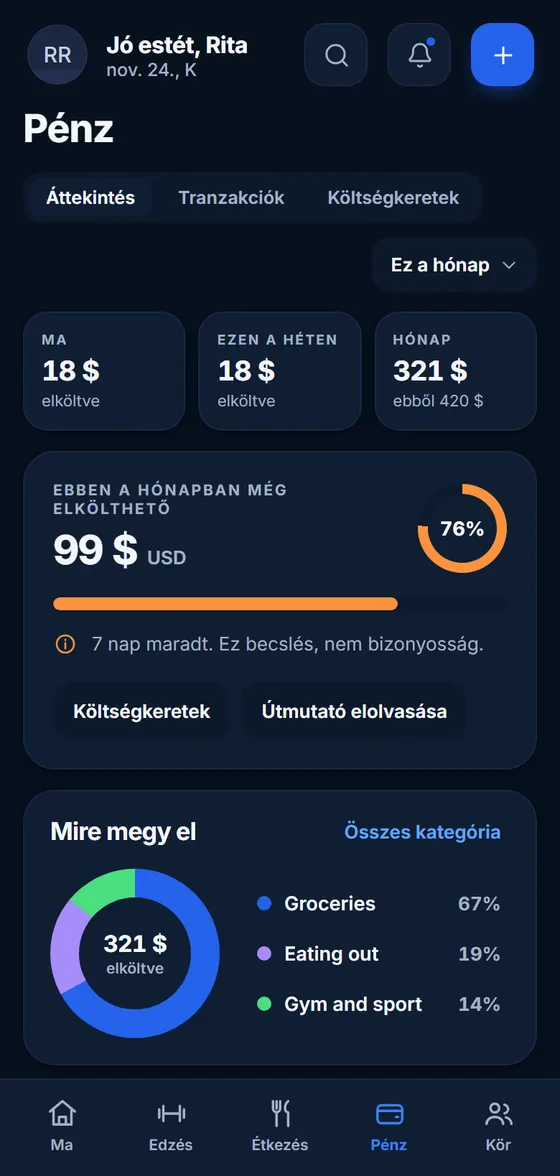 RR
Jó estét, Rita
nov. 24., K
Pénz
Áttekintés
Tranzakciók
Költségkeretek
Ez a hónap
MA
18 $
elköltve
EZEN A HÉTEN
18 $
elköltve
HÓNAP
321 $
ebből 420 $
EBBEN A HÓNAPBAN MÉG
ELKÖLTHETŐ
99 $ USD
76%
7 nap maradt. Ez becslés, nem bizonyosság.
Költségkeretek
Útmutató elolvasása
Mire megy el
Összes kategória
321 $
elköltve
Groceries 67%
Eating out 19%
Gym and sport 14%
Ma
Edzés
Étkezés
Pénz
Kör